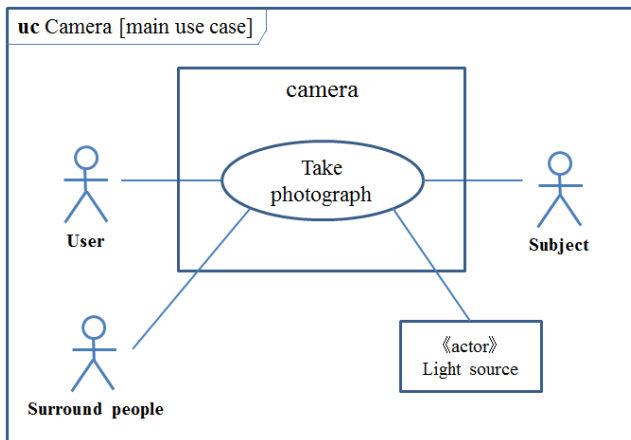 uc Camera [main use case]
camera
Take
photograph
User
Subject
Surround people
《actor》
Light source